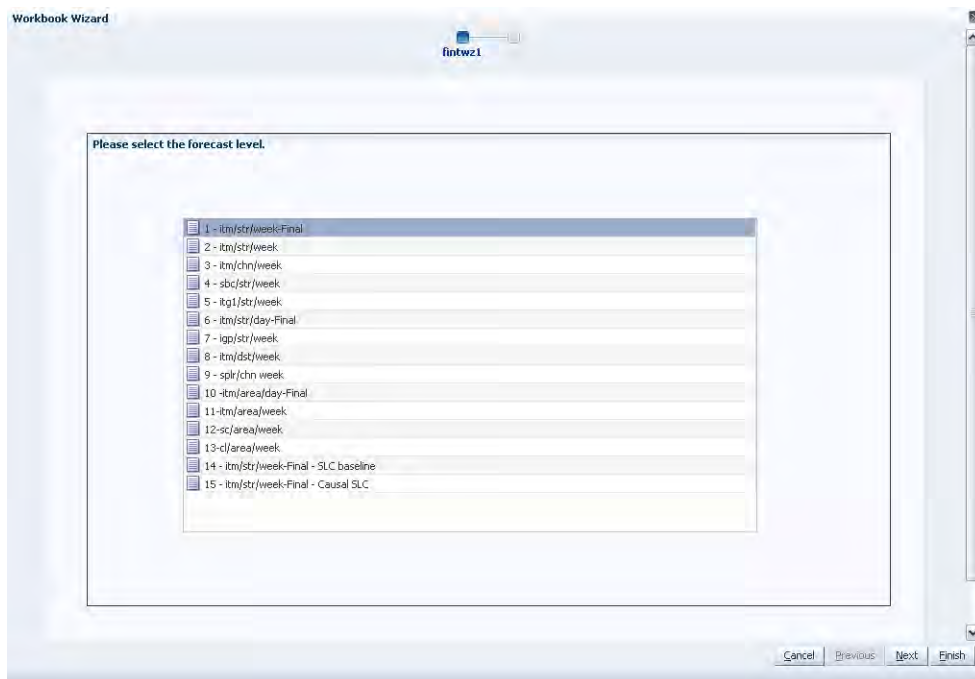 Workbook Wizard
fintwz1
Please select the forecast level.
1 - itm/str/week-Final
2 - itm/str/week
3 - itm/chn/week
4 - sbc/str/week
5 - itg1/str/week
6 - itm/str/day-Final
7 - igp/str/week
8 - itm/dst/week
9 - splr/chn week
10 -itm/area/day-Final
11-itm/area/week
12-sc/area/week
13-cl/area/week
14 - itm/str/week-Final - SLC baseline
15 - itm/str/week-Final - Causal SLC
Cancel Previous Next Finish